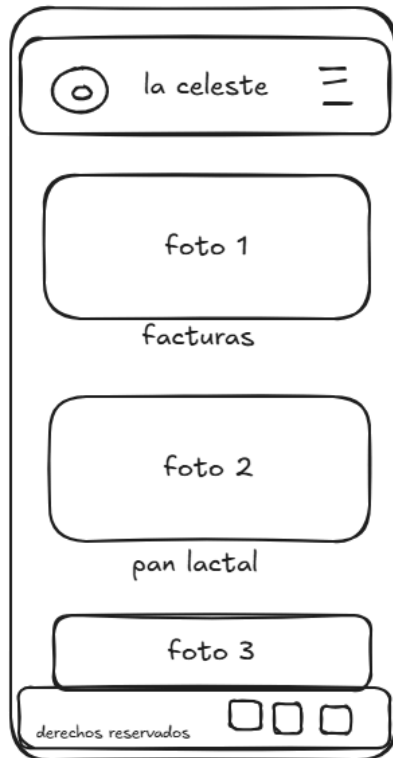 la celeste
foto 1
facturas
foto 2
pan lactal
foto 3
derechos reservados